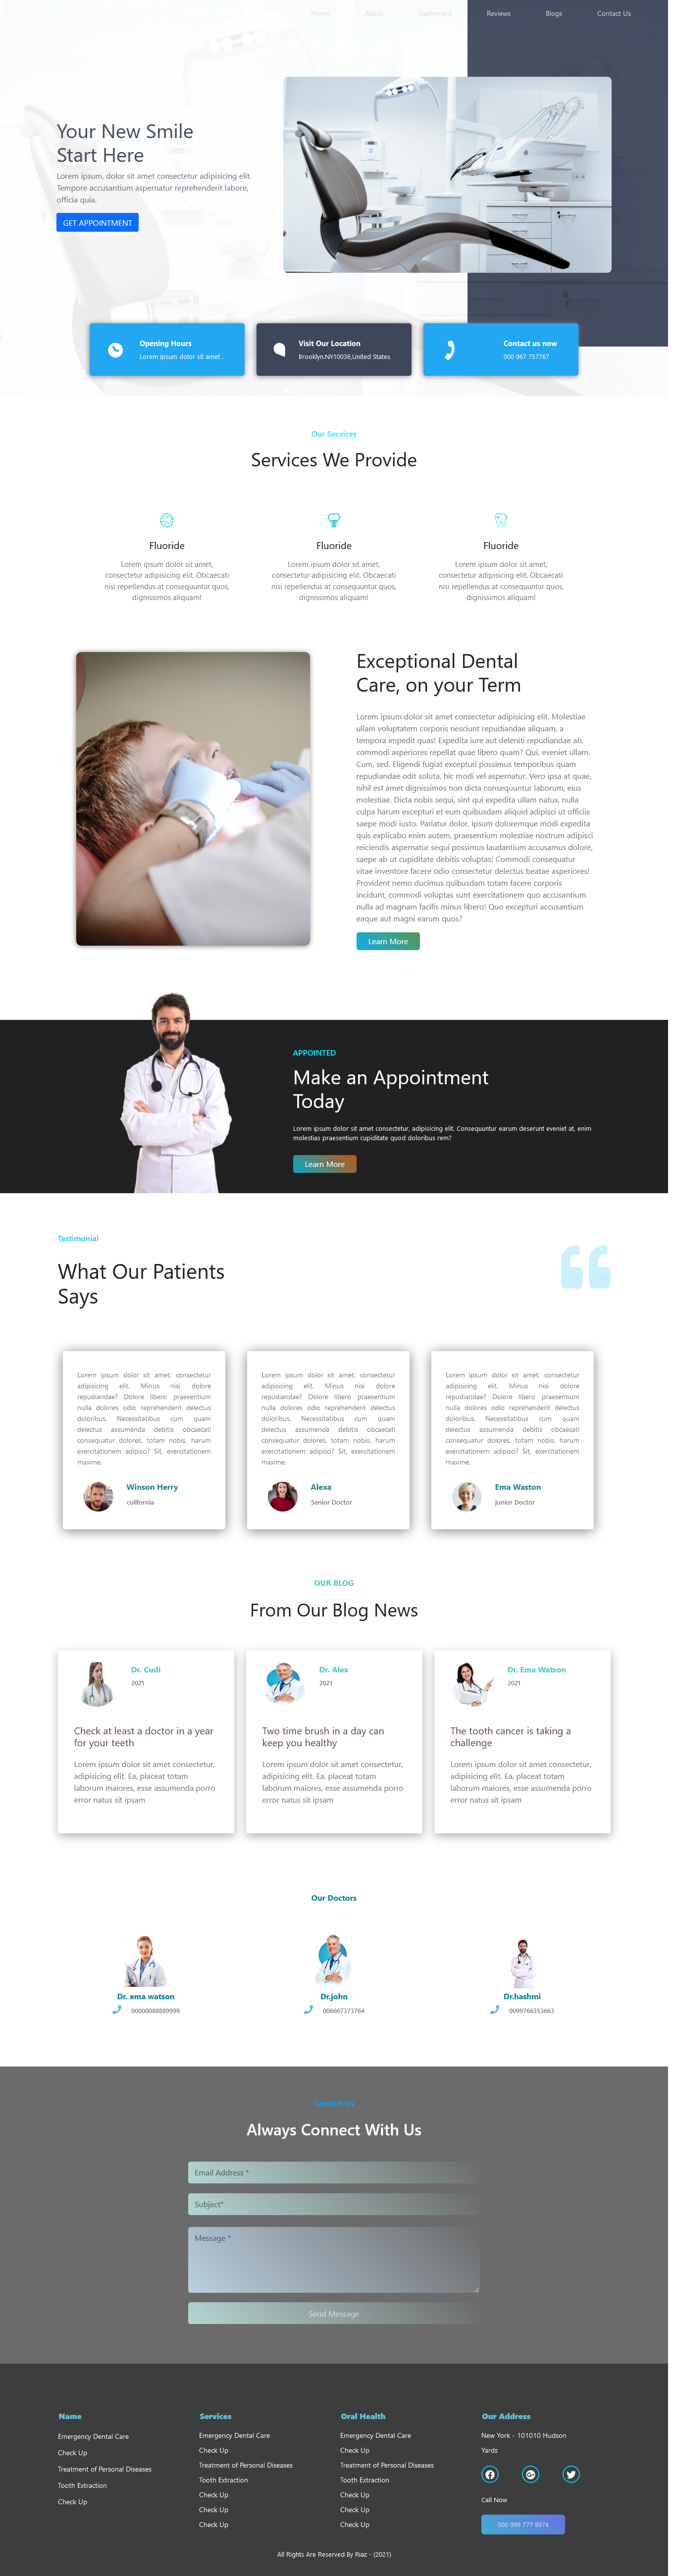 Home About Dashboard Reviews Blogs Contact Us
Your New Smile
Start Here
Lorem ipsum, dolor sit amet consectetur adipisicing elit.
Tempore accusantium aspernatur reprehenderit labore,
officia quia.
GET APPOINTMENT
Opening Hours
Lorem ipsum dolor sit amet .
Visit Our Location
Brooklyn.NY10036,United States
Contact us now
000 967 757767
Our Services
Services We Provide
Fluoride
Lorem ipsum dolor sit amet,
consectetur adipisicing elit. Obcaecati
nisi repellendus at consequuntur quos,
dignissimos aliquam!
Fluoride
Lorem ipsum dolor sit amet,
consectetur adipisicing elit. Obcaecati
nisi repellendus at consequuntur quos,
dignissimos aliquam!
Fluoride
Lorem ipsum dolor sit amet,
consectetur adipisicing elit. Obcaecati
nisi repellendus at consequuntur quos,
dignissimos aliquam!
Exceptional Dental
Care, on your Term
Lorem ipsum dolor sit amet consectetur adipisicing elit. Molestiae
ullam voluptatem corporis nesciunt repudiandae aliquam, a
tempora impedit quas! Expedita iure aut deleniti repudiandae ab,
commodi asperiores repellat quae libero quam? Qui, eveniet ullam.
Cum, sed. Eligendi fugiat excepturi possimus temporibus quam
repudiandae odit soluta, hic modi vel aspernatur. Vero ipsa at quae,
nihil est amet dignissimos non dicta consequuntur laborum, eius
molestiae. Dicta nobis sequi, sint qui expedita ullam natus, nulla
culpa harum excepturi et eum quibusdam aliquid adipisci ut officiis
saepe modi iusto. Pariatur dolor, ipsum doloremque modi expedita
quis explicabo enim autem, praesentium molestiae nostrum adipisci
reiciendis aspernatur sequi possimus laudantium accusamus dolore,
saepe ab ut cupiditate debitis voluptas! Commodi consequatur
vitae inventore facere odio consectetur delectus beatae asperiores!
Provident nemo ducimus quibusdam totam facere corporis
incidunt, commodi voluptas sunt exercitationem quo accusantium
nulla ad magnam facilis minus libero! Quo excepturi accusantium
eaque aut magni earum quos?
Learn More
APPOINTED
Make an Appointment
Today
Lorem ipsum dolor sit amet consectetur, adipisicing elit. Consequuntur earum deserunt eveniet at, enim
molestias praesentium cupiditate quod doloribus rem?
Learn More
Testimonial
What Our Patients
Says
Lorem ipsum dolor sit amet, consectetur
adipisicing elit. Minus nisi dolore
repudiandae? Dolore libero praesentium
nulla dolores odio reprehenderit delectus
doloribus. Necessitatibus cum quam
delectus assumenda debitis obcaecati
consequatur dolores, totam nobis, harum
exercitationem adipisci? Sit, exercitationem
maxime.
Winson Herry
colifornia
Lorem ipsum dolor sit amet, consectetur
adipisicing elit. Minus nisi dolore
repudiandae? Dolore libero praesentium
nulla dolores odio reprehenderit delectus
doloribus. Necessitatibus cum quam
delectus assumenda debitis obcaecati
consequatur dolores, totam nobis, harum
exercitationem adipisci? Sit, exercitationem
maxime.
Alexa
Senior Doctor
Lorem ipsum dolor sit amet, consectetur
adipisicing elit. Minus nisi dolore
repudiandae? Dolore libero praesentium
nulla dolores odio reprehenderit delectus
doloribus. Necessitatibus cum quam
delectus assumenda debitis obcaecati
consequatur dolores, totam nobis, harum
exercitationem adipisci? Sit, exercitationem
maxime.
Ema Waston
junior Doctor
OUR BLOG
From Our Blog News
Dr. Cudi
2021
Check at least a doctor in a year
for your teeth
Lorem ipsum dolor sit amet consectetur,
adipisicing elit. Ea, placeat totam
laborum maiores, esse assumenda porro
error natus sit ipsam
Dr. Alex
2021
Two time brush in a day can
keep you healthy
Lorem ipsum dolor sit amet consectetur,
adipisicing elit. Ea, placeat totam
laborum maiores, esse assumenda porro
error natus sit ipsam
Dr. Ema Watson
2021
The tooth cancer is taking a
challenge
Lorem ipsum dolor sit amet consectetur,
adipisicing elit. Ea, placeat totam
laborum maiores, esse assumenda porro
error natus sit ipsam
Our Doctors
Dr. ema watson
00000088889999
Dr.john
006667373764
Dr.hashmi
0099766353663
Contact Us
Always Connect With Us
Email Address *
Subject*
Message *
Send Message
Name
Emergency Dental Care
Check Up
Treatment of Personal Diseases
Tooth Extraction
Check Up
Services
Emergency Dental Care
Check Up
Treatment of Personal Diseases
Tooth Extraction
Check Up
Check Up
Check Up
Oral Health
Emergency Dental Care
Check Up
Treatment of Personal Diseases
Tooth Extraction
Check Up
Check Up
Check Up
Our Address
New York - 101010 Hudson
Yards
Call Now
000 999 777 9974
All Rights Are Reserved By Riaz - (2021)